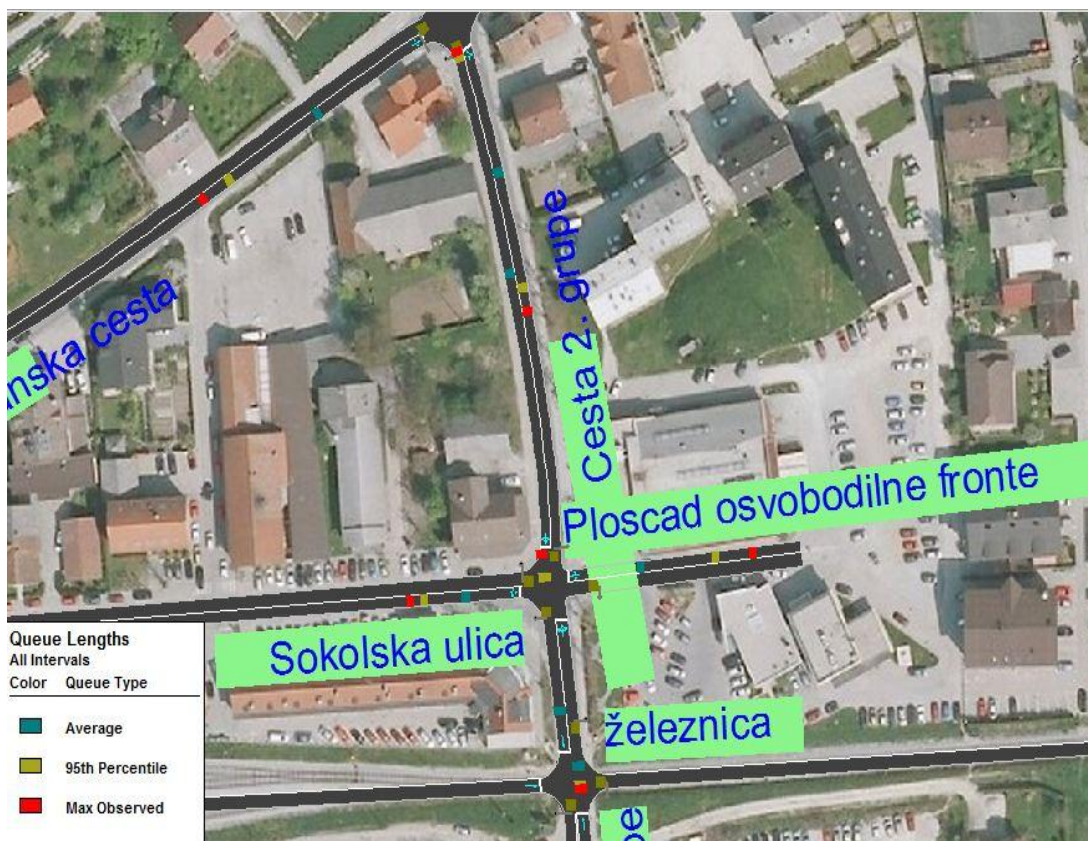 nska cesta
Cesta 2. grupe
Ploscad osvobodilne fronte
Sokolska ulica
železnica
pe
Queue Lengths
All Intervals
Color Queue Type
Average
95th Percentile
Max Observed